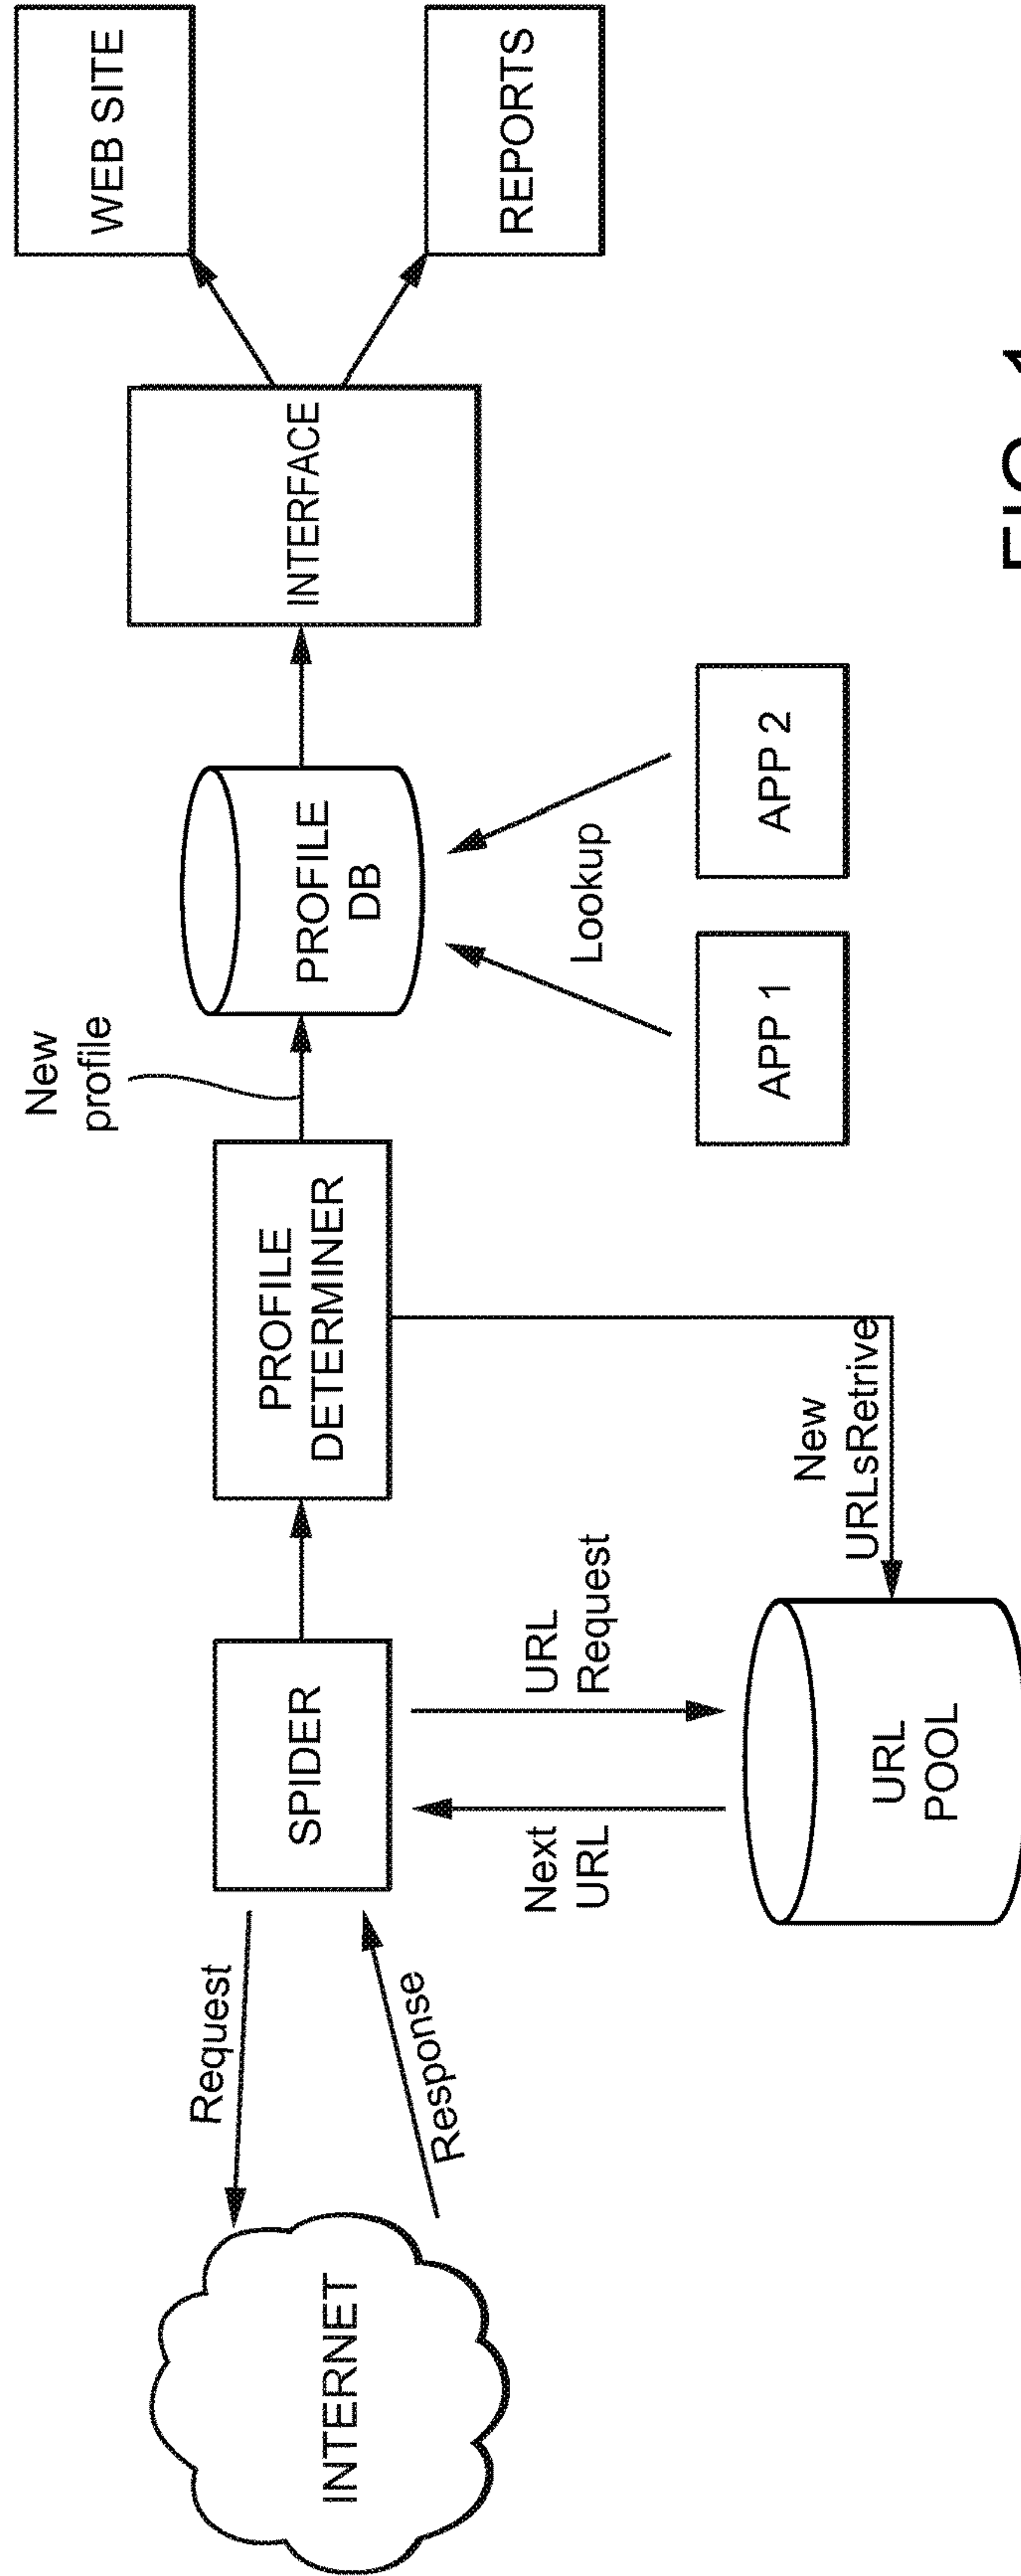 INTERNET
Request
Response
SPIDER
Next
URL
URL
Request
URL
POOL
PROFILE
DETERMINER
New
URLsRetrive
New
profile
PROFILE
DB
Lookup
APP 1
APP 2
INTERFACE
WEB SITE
REPORTS